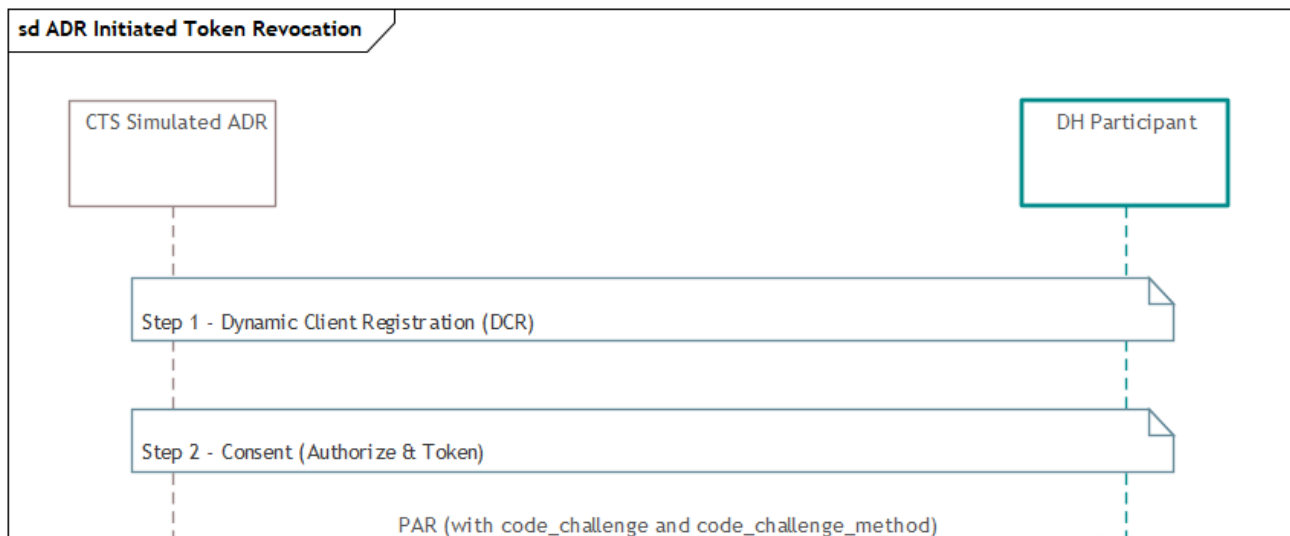 sd ADR Initiated Token Revocation
CTS Simulated ADR
DH Participant
Step 1 - Dynamic Client Registration (DCR)
Step 2 - Consent (Authorize & Token)
PAR (with code_challenge and code_challenge_method)